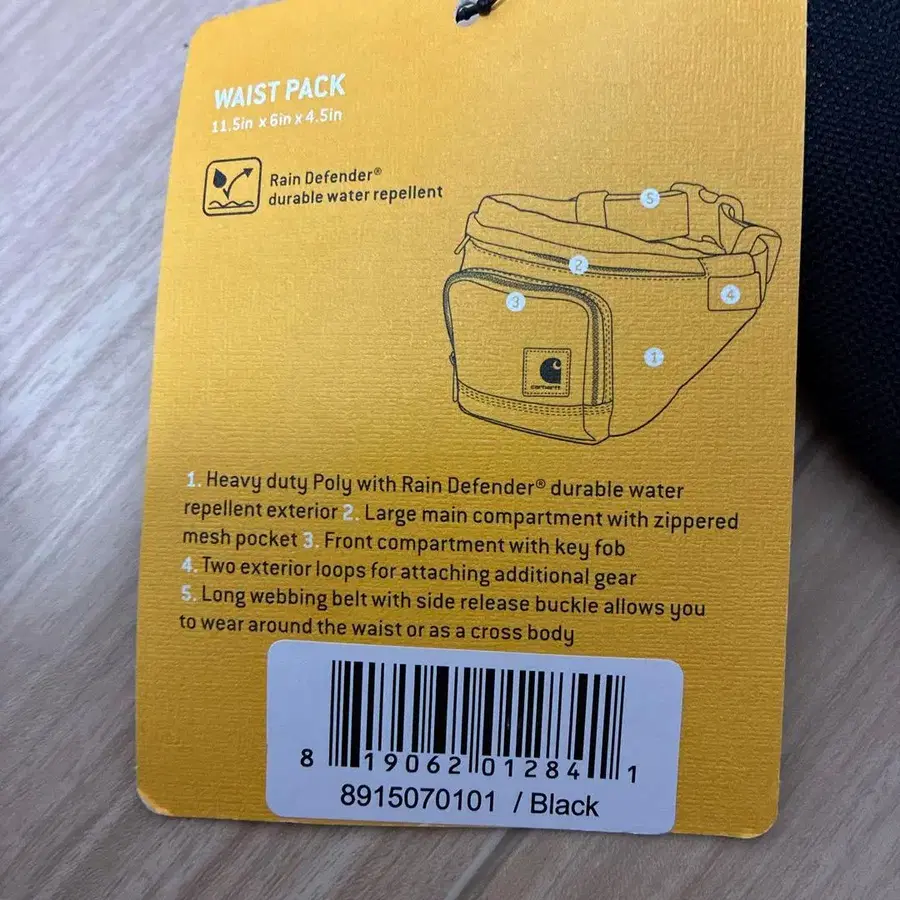 WAIST PACK
11.5in x 6in x 4.5in
Rain Defender®
durable water repellent
5
2
3
4
1
carhartt
1. Heavy duty Poly with Rain Defender® durable water
repellent exterior 2. Large main compartment with zippered
mesh pocket 3. Front compartment with key fob
4. Two exterior loops for attaching additional gear
5. Long webbing belt with side release buckle allows you
to wear around the waist or as a cross body
8 19062 01284 1
8915070101 / Black